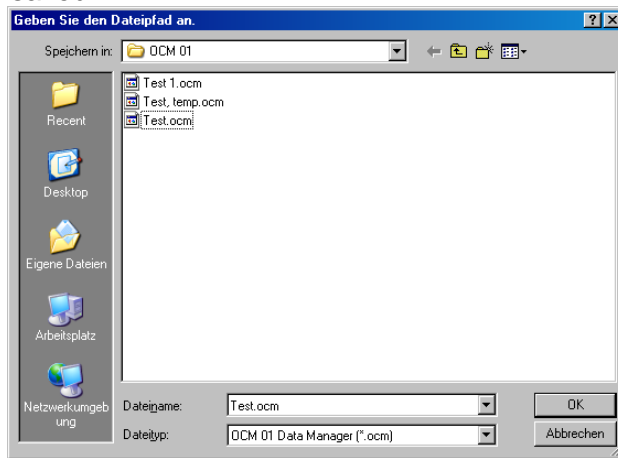 Geben Sie den Dateipfad an.
Speichern in: OCM 01
Test 1.ocm
Test, temp.ocm
Test.ocm
Recent
Desktop
Eigene Dateien
Arbeitsplatz
Netzwerkumgeb
ung
Dateiname: Test.ocm OK
Dateityp: OCM 01 Data Manager (*.ocm) Abbrechen